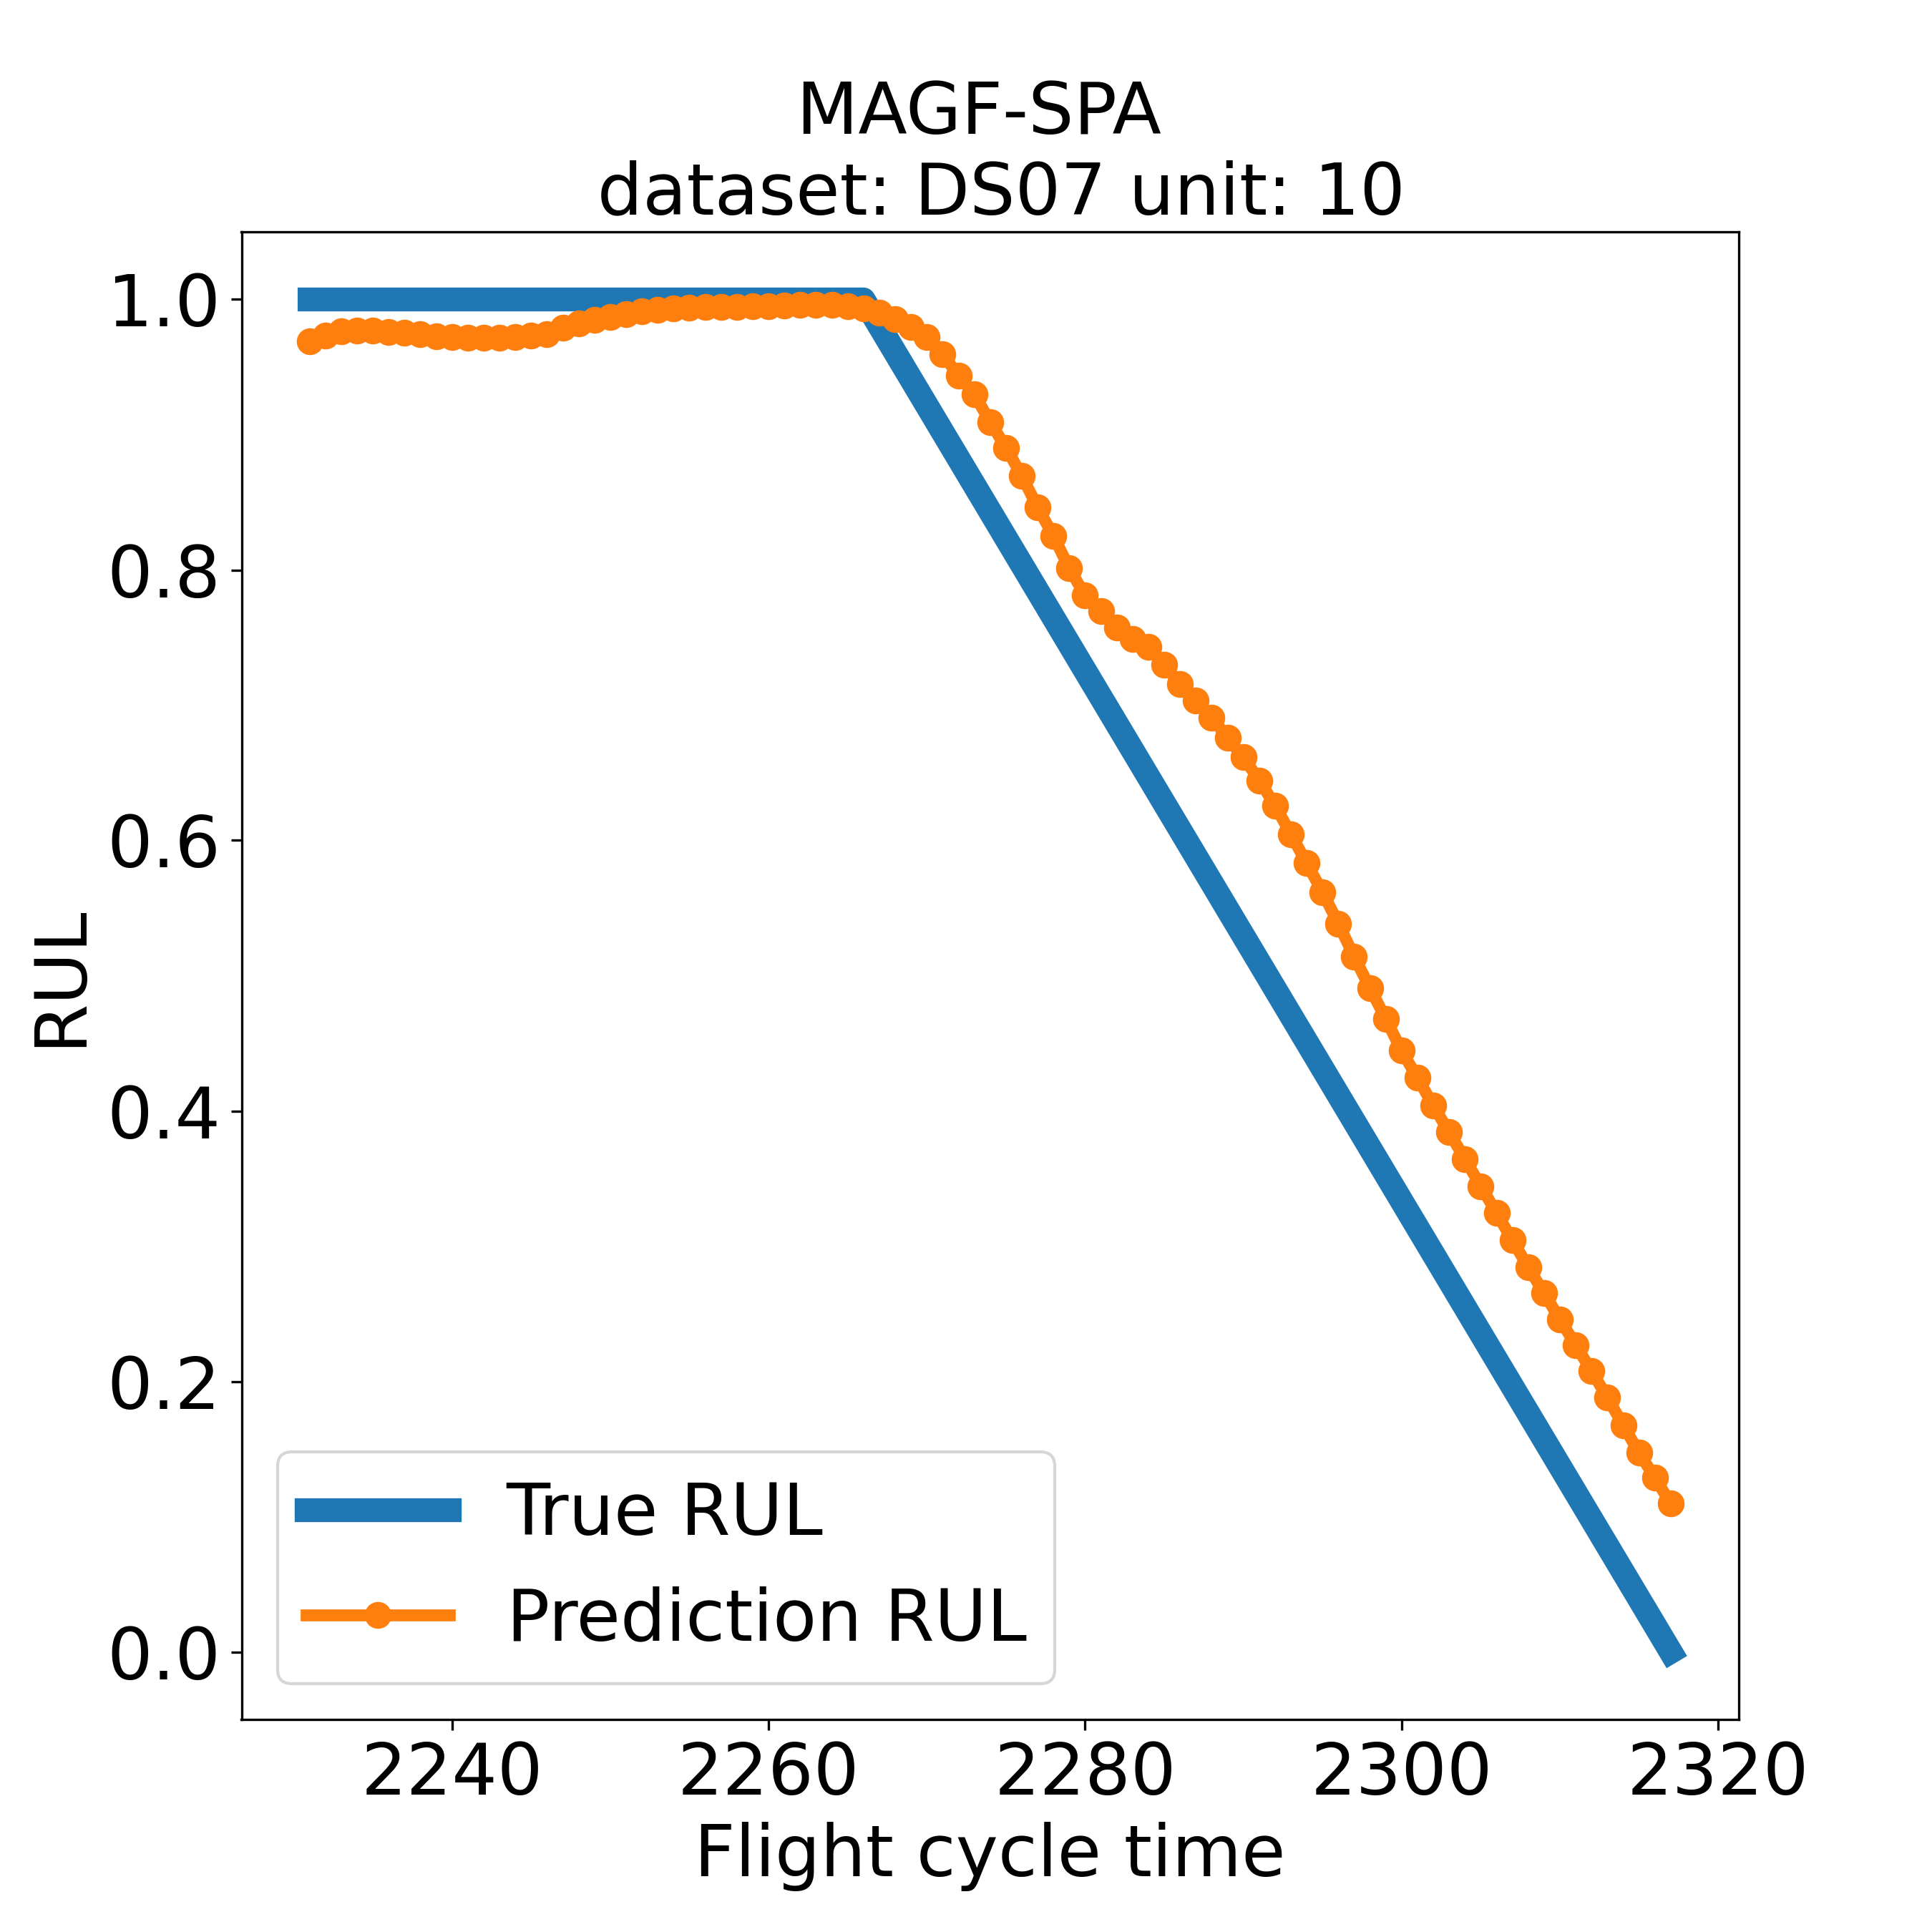 MAGF-SPA
dataset: DS07 unit: 10
1.0
0.8
0.6
0.4
0.2
0.0
RUL
True RUL
Prediction RUL
2240 2260 2280 2300 2320
Flight cycle time